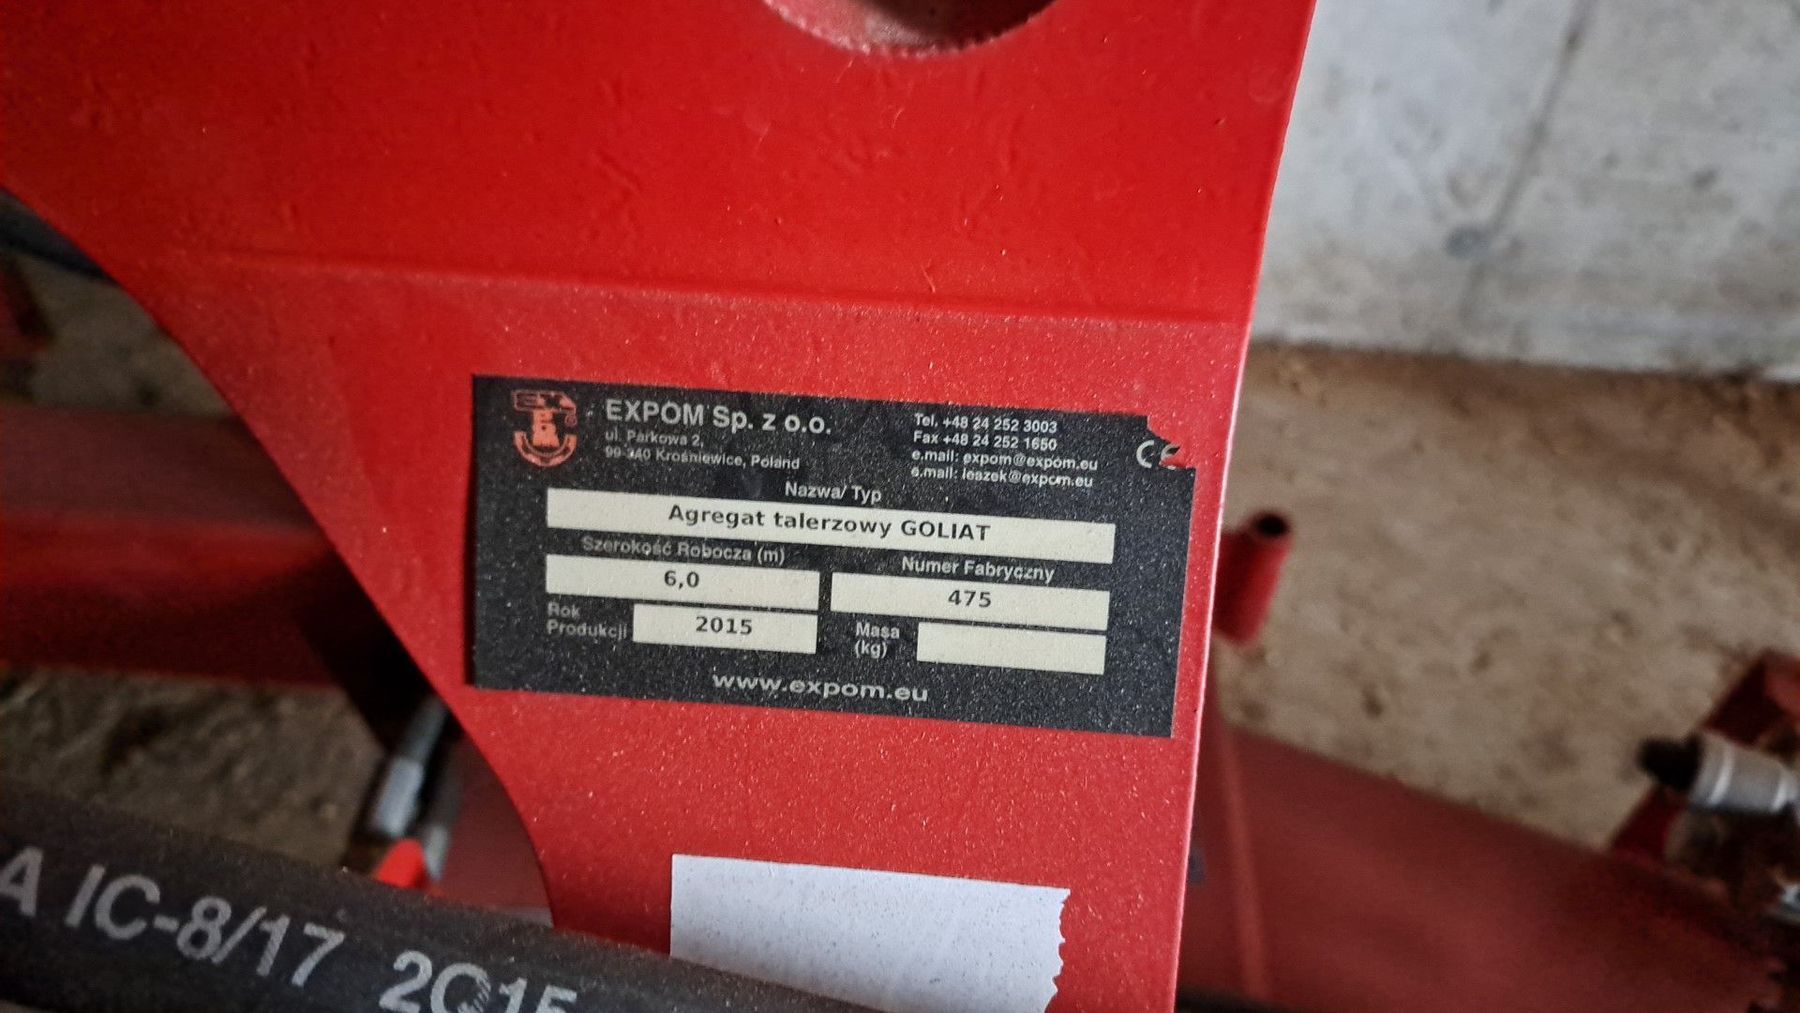 EXPOM
EXPOM Sp. z o.o.
ul. Parkowa 2,
99-340 Krośniewice, Poland
Tel. +48 24 252 3003
Fax +48 24 252 1650
e.mail: expom@expom.eu
e.mail: leszek@expom.eu
CE
Nazwa/ Typ
Agregat talerzowy GOLIAT
Szerokość Robocza (m)
6,0
Numer Fabryczny
475
Rok
Produkcji
2015
Masa
(kg)
www.expom.eu
A IC-8/17 2015